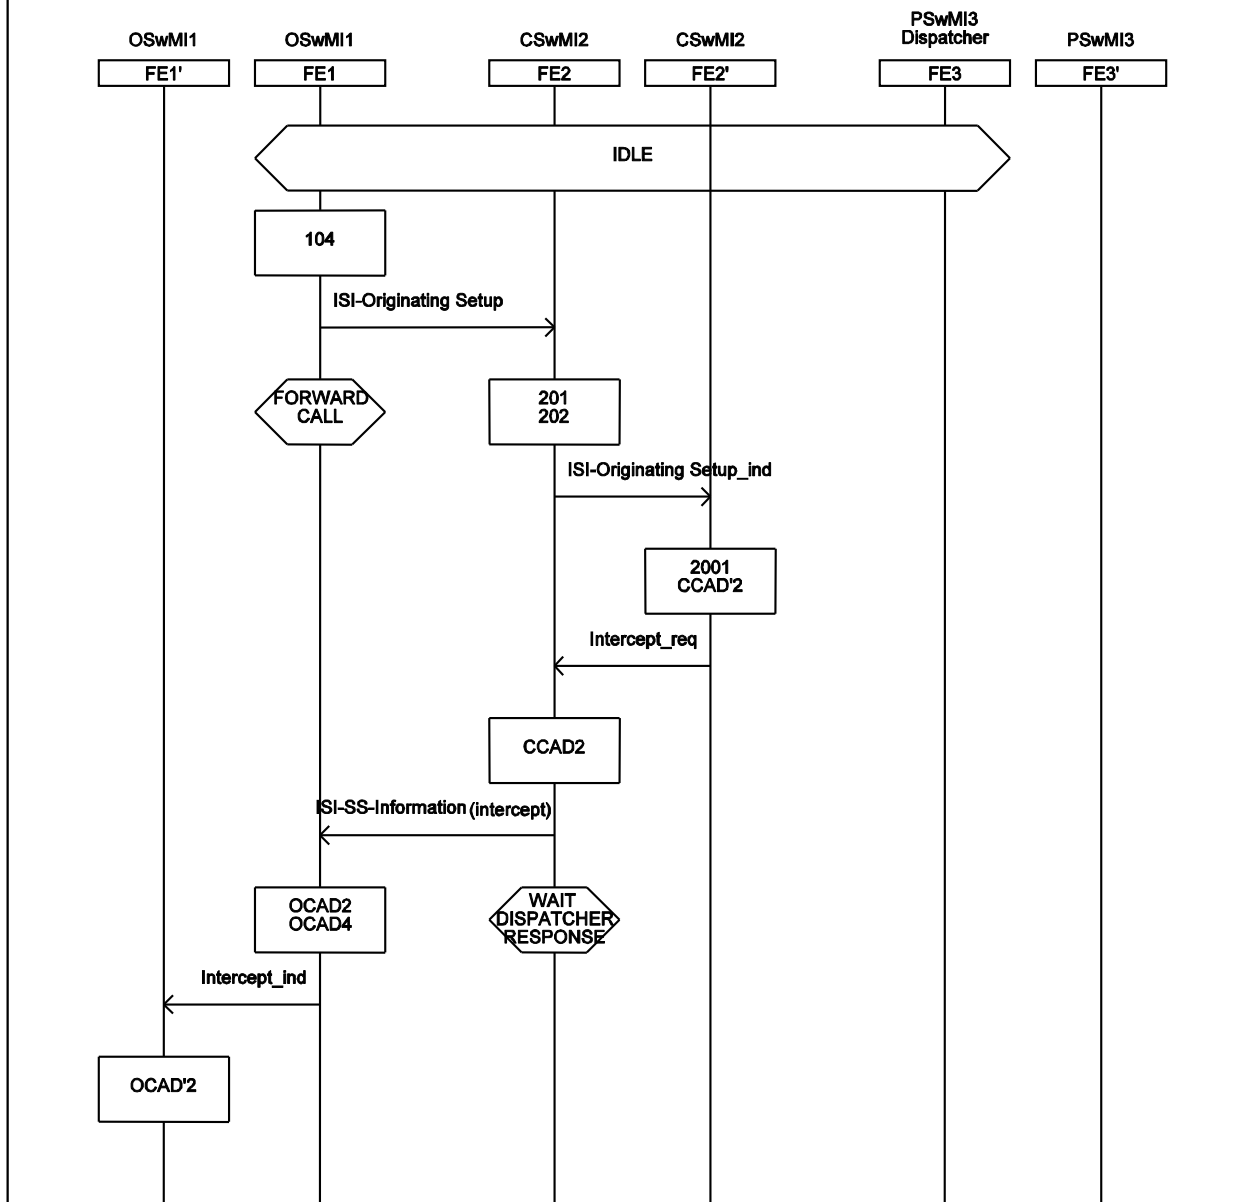 OSwMI1
OSwMI1
CSwMI2
CSwMI2
PSwMI3
Dispatcher
PSwMI3
FE1'
FE1
FE2
FE2'
FE3
FE3'
IDLE
104
ISI-Originating Setup
FORWARD
CALL
201
202
ISI-Originating Setup_ind
2001
CCAD'2
Intercept_req
CCAD2
ISI-SS-Information (intercept)
OCAD2
OCAD4
WAIT
DISPATCHER
RESPONSE
Intercept_ind
OCAD'2